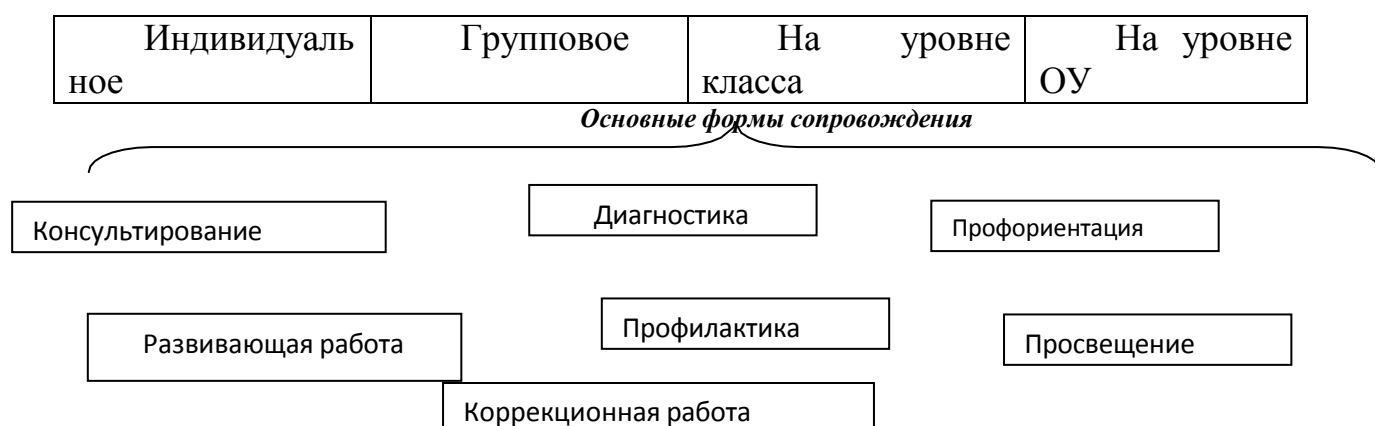 Индивидуаль
ное
Групповое
На уровне
класса
На уровне
ОУ
Основные формы сопровождения
Консультирование
Диагностика
Профориентация
Развивающая работа
Профилактика
Просвещение
Коррекционная работа